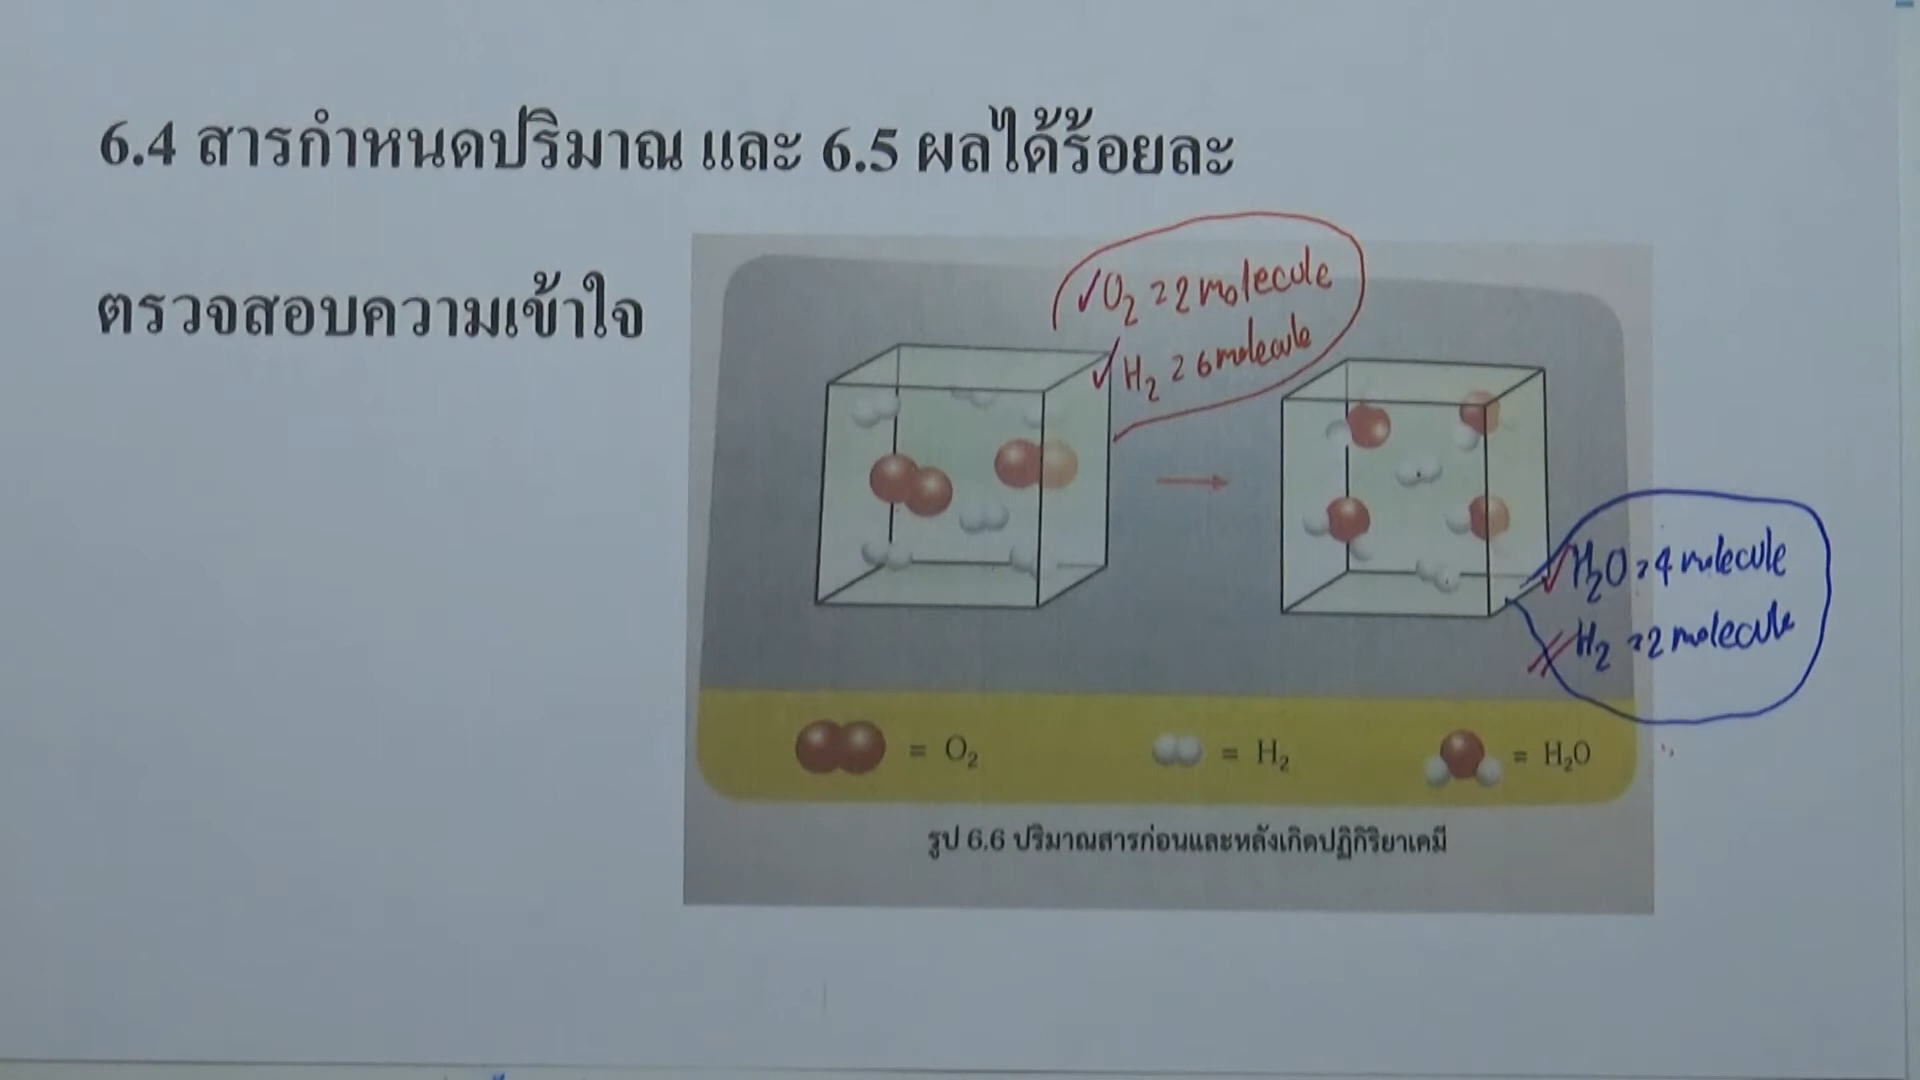 6.4 สารกำหนดปริมาณ และ 6.5 ผลได้ร้อยละ
ตรวจสอบความเข้าใจ
✓O₂ = 2 molecule
✓H₂ = 6 molecule
✓H₂O = 4 molecule
H₂ = 2 molecule
= O₂
= H₂
= H₂O
รูป 6.6 ปริมาณสารก่อนและหลังเกิดปฏิกิริยาเคมี